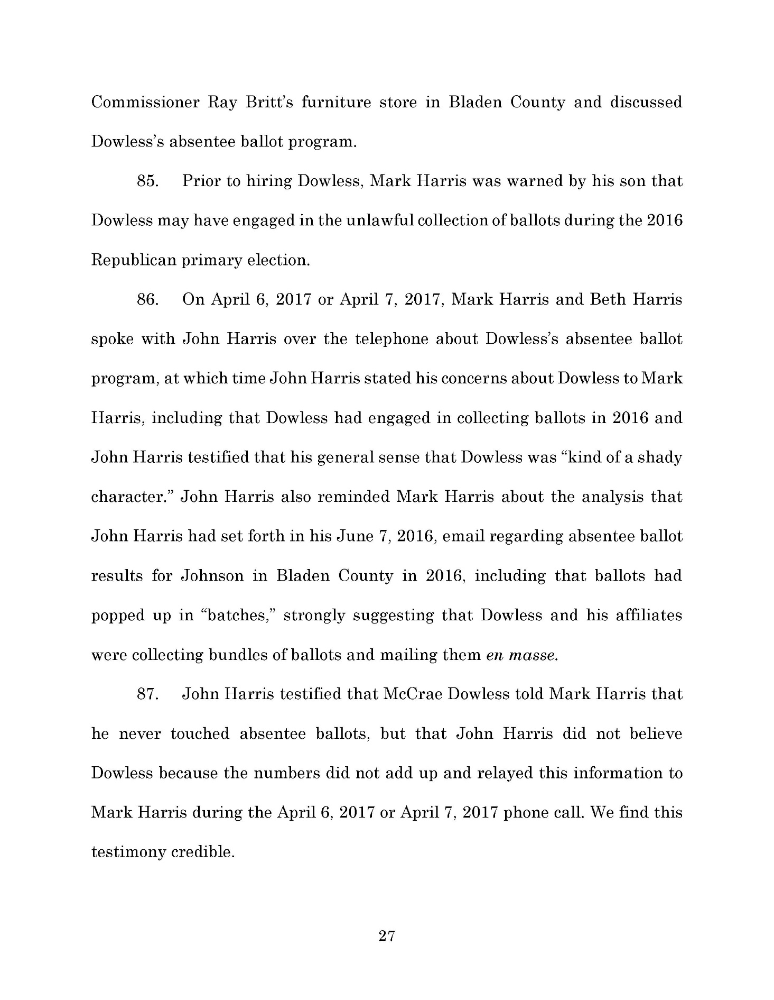 Commissioner Ray Britt’s furniture store in Bladen County and discussed
Dowless’s absentee ballot program.
85. Prior to hiring Dowless, Mark Harris was warned by his son that
Dowless may have engaged in the unlawful collection of ballots during the 2016
Republican primary election.
86. On April 6, 2017 or April 7, 2017, Mark Harris and Beth Harris
spoke with John Harris over the telephone about Dowless’s absentee ballot
program, at which time John Harris stated his concerns about Dowless to Mark
Harris, including that Dowless had engaged in collecting ballots in 2016 and
John Harris testified that his general sense that Dowless was “kind of a shady
character.” John Harris also reminded Mark Harris about the analysis that
John Harris had set forth in his June 7, 2016, email regarding absentee ballot
results for Johnson in Bladen County in 2016, including that ballots had
popped up in “batches,” strongly suggesting that Dowless and his affiliates
were collecting bundles of ballots and mailing them en masse.
87. John Harris testified that McCrae Dowless told Mark Harris that
he never touched absentee ballots, but that John Harris did not believe
Dowless because the numbers did not add up and relayed this information to
Mark Harris during the April 6, 2017 or April 7, 2017 phone call. We find this
testimony credible.
27